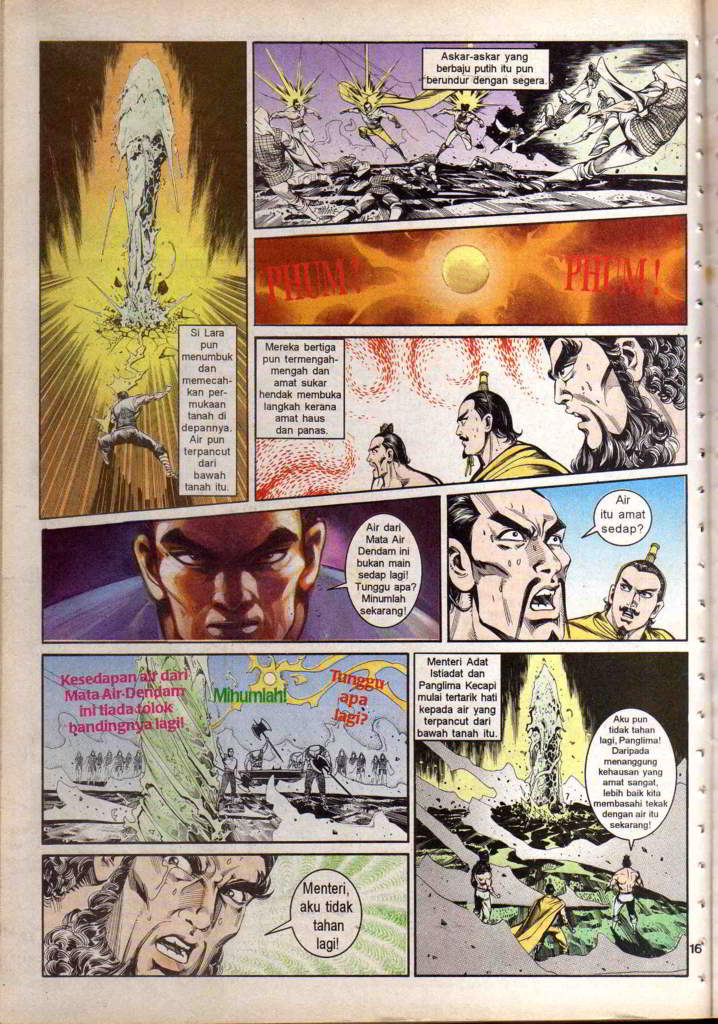 Si Lara
pun
menumbuk
dan
memecah-
kan per-
mukaan
tanah di
depannya.
Air pun
terpancut
dari
bawah
tanah itu.
Askar-askar yang
berbaju putih itu pun
berundur dengan segera.
PHUM!
PHUM!
Mereka bertiga
pun termengah-
mengah dan
amat sukar
hendak membuka
langkah kerana
amat haus
dan panas.
Air dari
Mata Air
Dendam ini
bukan main
sedap lagi!
Tunggu apa?
Minumlah
sekarang!
Air
itu amat
sedap?
Kesedapan air dari
Mata Air Dendam
ini tiada tolok
bandingnya lagi!
Minumlah!
Tunggu
apa
lagi?
Menteri,
aku tidak
tahan
lagi!
Menteri Adat
Istiadat dan
Panglima Kecapi
mulai tertarik hati
kepada air yang
terpancut dari
bawah tanah itu.
Aku pun
tidak tahan
lagi, Panglima!
Daripada
menanggung
kehausan yang
amat sangat,
lebih baik kita
membasahi tekak
dengan air itu
sekarang!
16